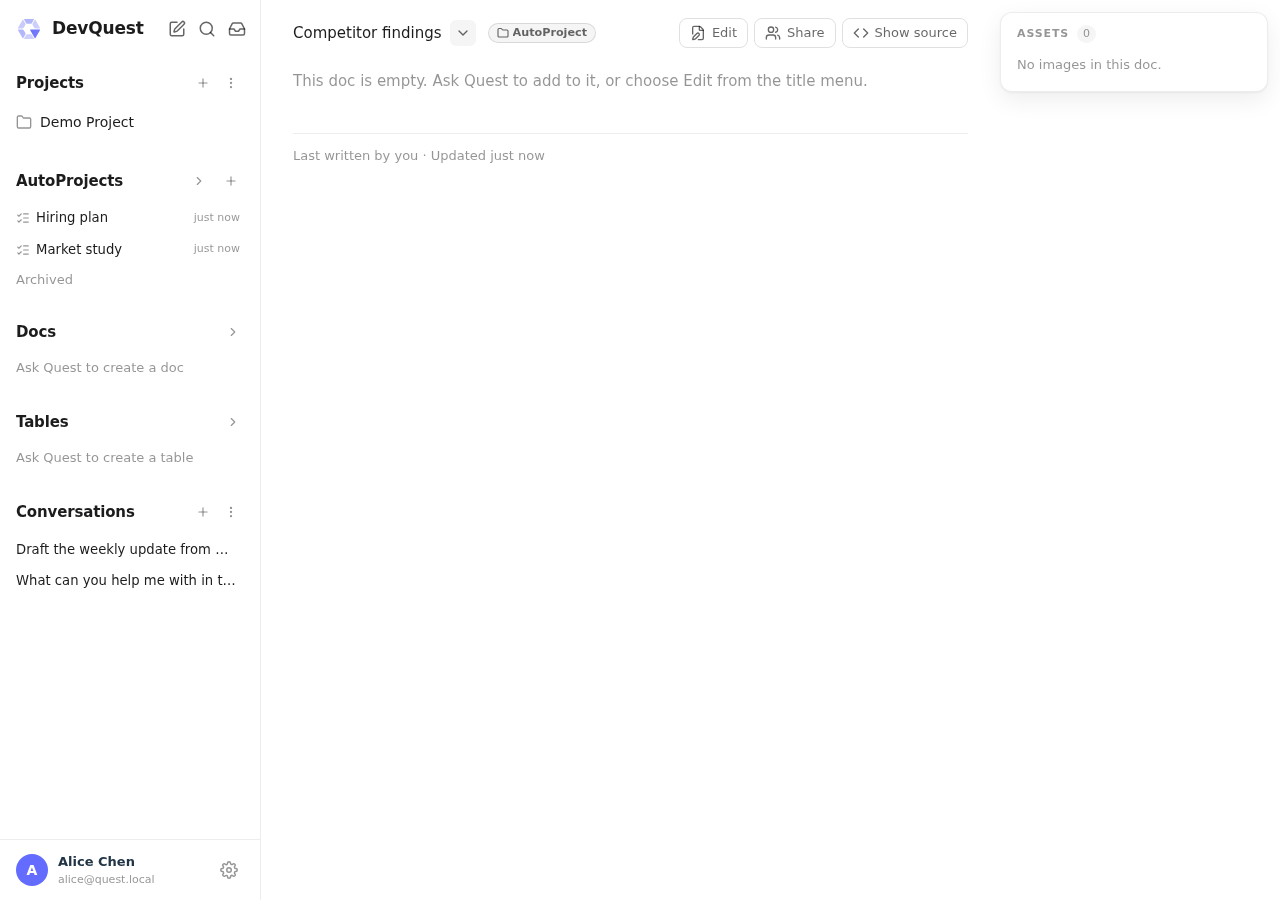 DevQuest
Projects
Demo Project
AutoProjects
Hiring plan just now
Market study just now
Archived
Docs
Ask Quest to create a doc
Tables
Ask Quest to create a table
Conversations
Draft the weekly update from ...
What can you help me with in t...
A
Alice Chen
alice@quest.local
Competitor findings AutoProject Edit Share Show source
This doc is empty. Ask Quest to add to it, or choose Edit from the title menu.
Last written by you · Updated just now
ASSETS 0
No images in this doc.